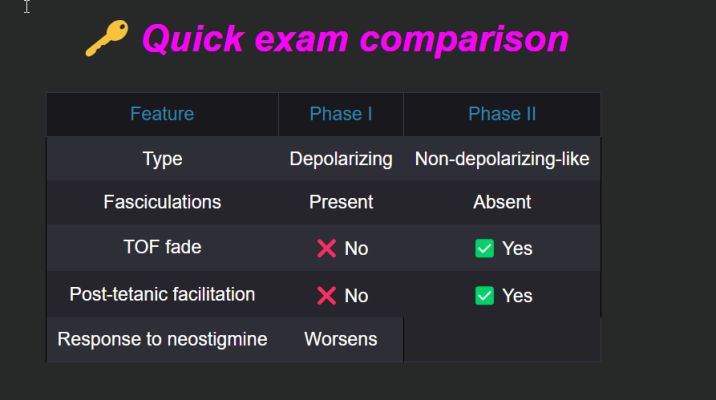 🔑 Quick exam comparison
Feature Phase I Phase II
Type Depolarizing Non-depolarizing-like
Fasciculations Present Absent
TOF fade ❌ No ✅ Yes
Post-tetanic facilitation ❌ No ✅ Yes
Response to neostigmine Worsens